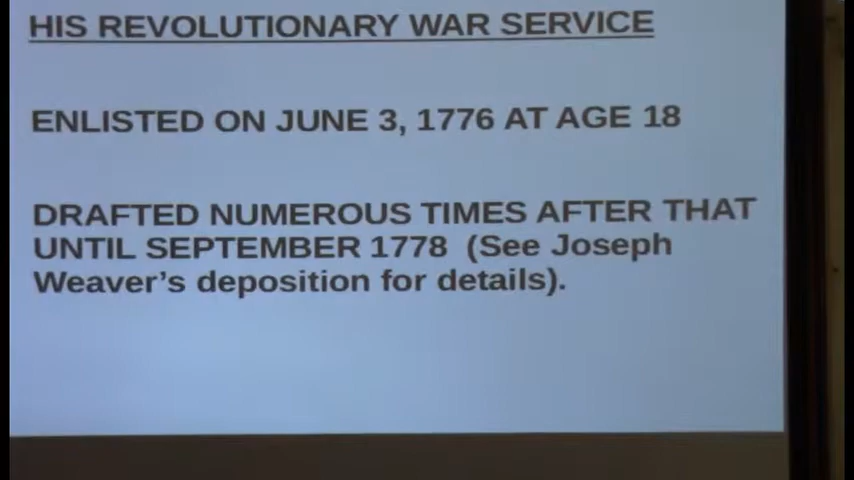 HIS REVOLUTIONARY WAR SERVICE
ENLISTED ON JUNE 3, 1776 AT AGE 18
DRAFTED NUMEROUS TIMES AFTER THAT
UNTIL SEPTEMBER 1778 (See Joseph
Weaver’s deposition for details).